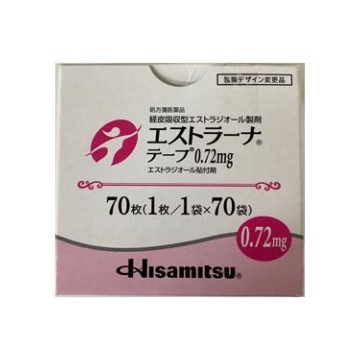 包装デザイン変更品
処方箋医薬品
経皮吸収型エストラジオール製剤
エストラーナ®
テープ0.72mg
エストラジオール貼付剤
70枚(1枚/1袋×70袋)
0.72mg
Hisamitsu®